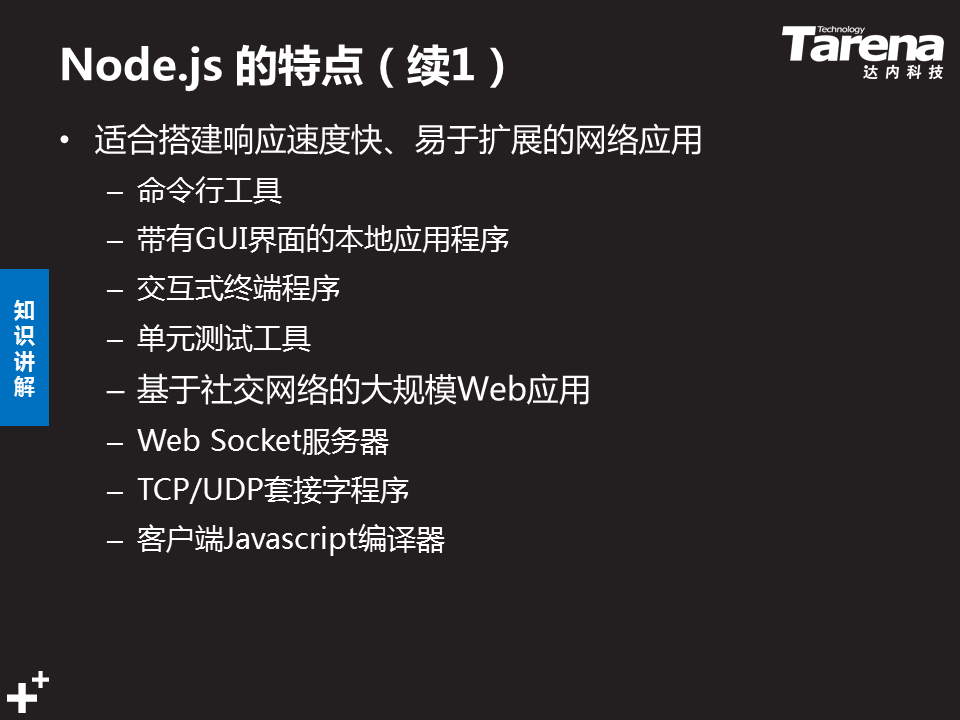 Node.js 的特点（续1）
Technology
Tarena
达内科技
• 适合搭建响应速度快、易于扩展的网络应用
– 命令行工具
– 带有GUI界面的本地应用程序
– 交互式终端程序
– 单元测试工具
– 基于社交网络的大规模Web应用
– Web Socket服务器
– TCP/UDP套接字程序
– 客户端Javascript编译器
知识讲解